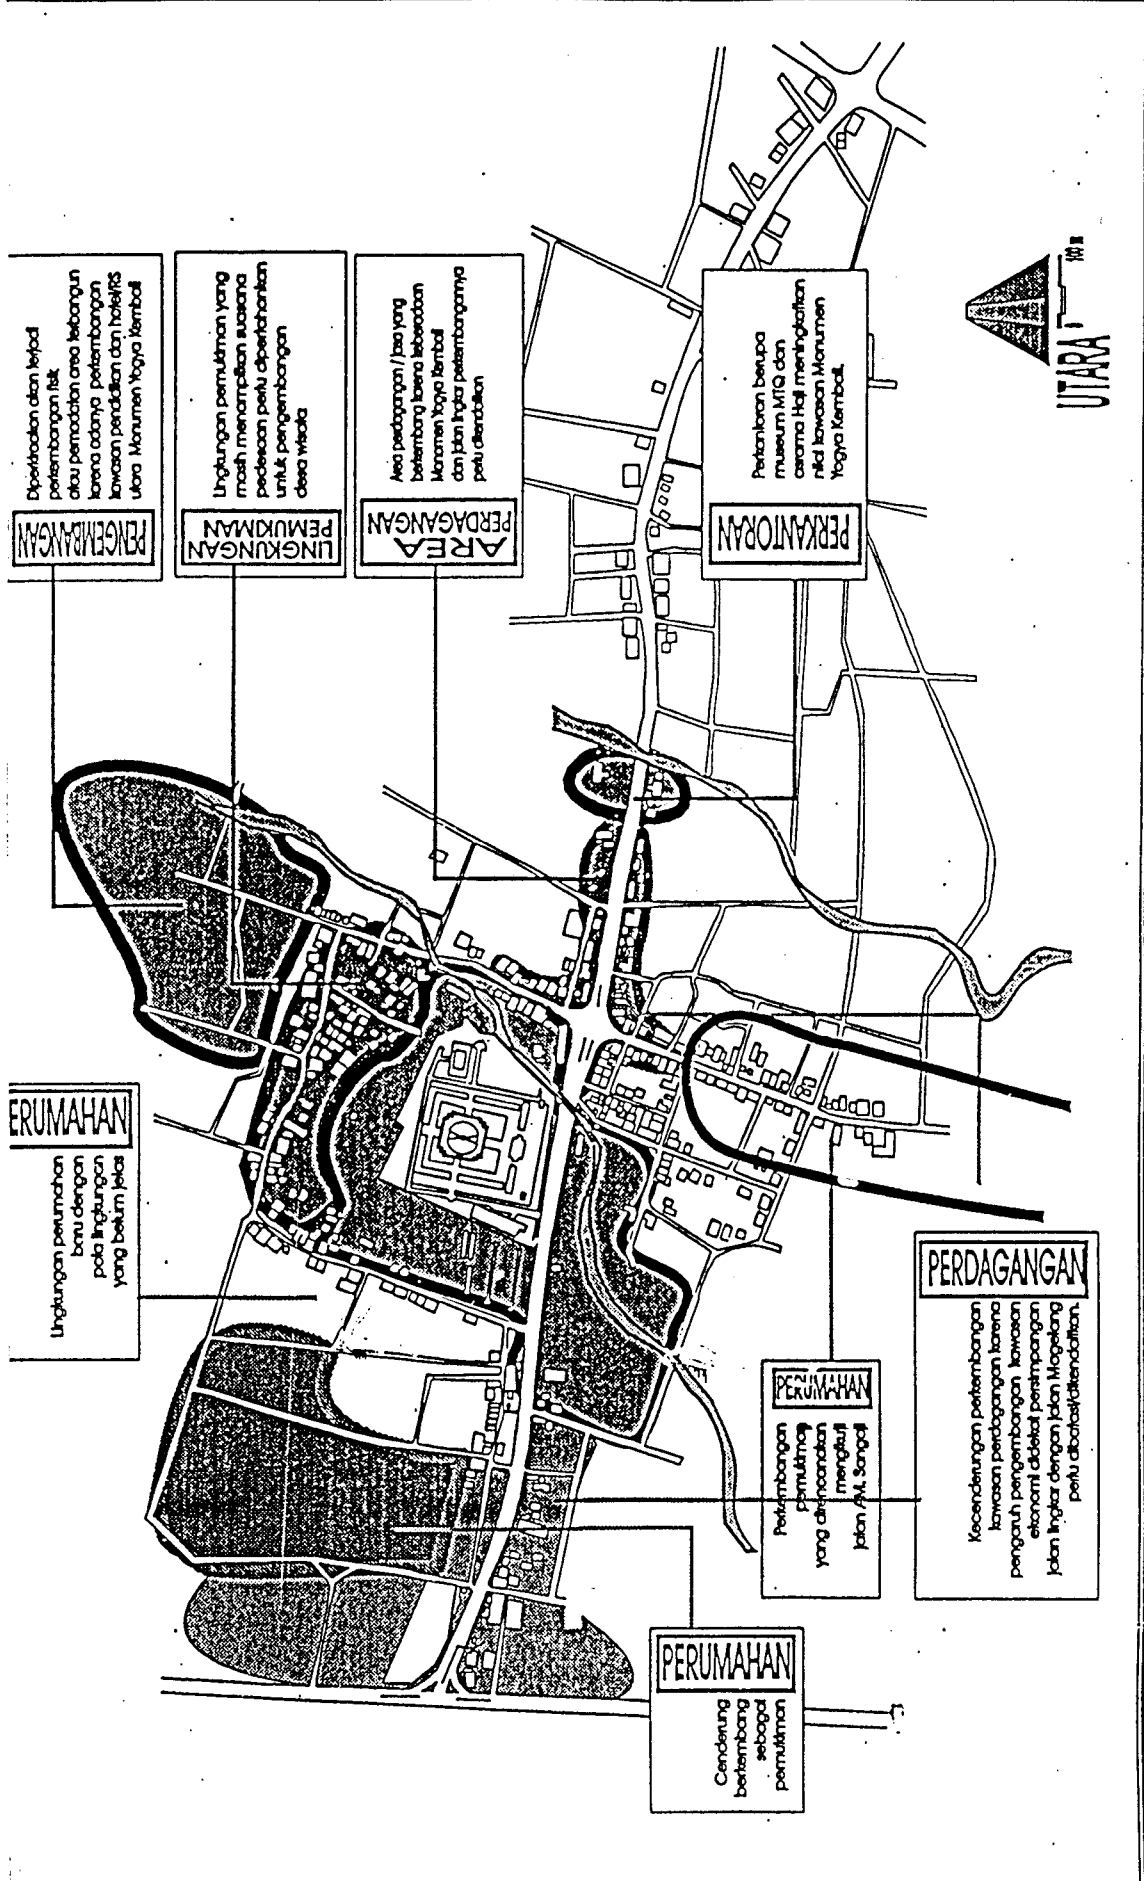 PENGEMBANGAN
Diperkirakan akan terjadi
perkembangan fisik
atau pemadatan area terbangun
karena adanya perkembangan
kawasan pendidikan dan hotel/RS
utara Monumen Yogya Kembali
LINGKUNGAN
PEMUKIMAN
Lingkungan pemukiman yang
masih menampilkan suasana
pedesaan perlu dipertahankan
untuk pengembangan
desa wisata
AREA
PERDAGANGAN
Area perdagangan / jasa yang
berkembang karena keberadaan
Monomen Yogya Kembali
dan jalan lingkar perkembangannya
perlu dikendalikan
PERKANTORAN
Perkantoran berupa
museum MTQ dan
asrama Haji meningkatkan
nilai kawasan Monumen
Yogya Kembali.
UTARA
100 m
ERUMAHAN
Lingkungan perumahan
baru dengan
pola lingkungan
yang belum jelas
PERDAGANGAN
Kecenderungan perkembangan
kawasan perdagangan karena
pengaruh pengembangan kawasan
ekonomi didekat persimpangan
jalan lingkar dengan jalan Magelang
perlu dibatasi/dikendalikan.
PERUMAHAN
Perkembangan
yang direncanakan
mengikuti
jalan AM. Sangaji
PERUMAHAN
Cenderung
berkembang
sebagai
pemukiman